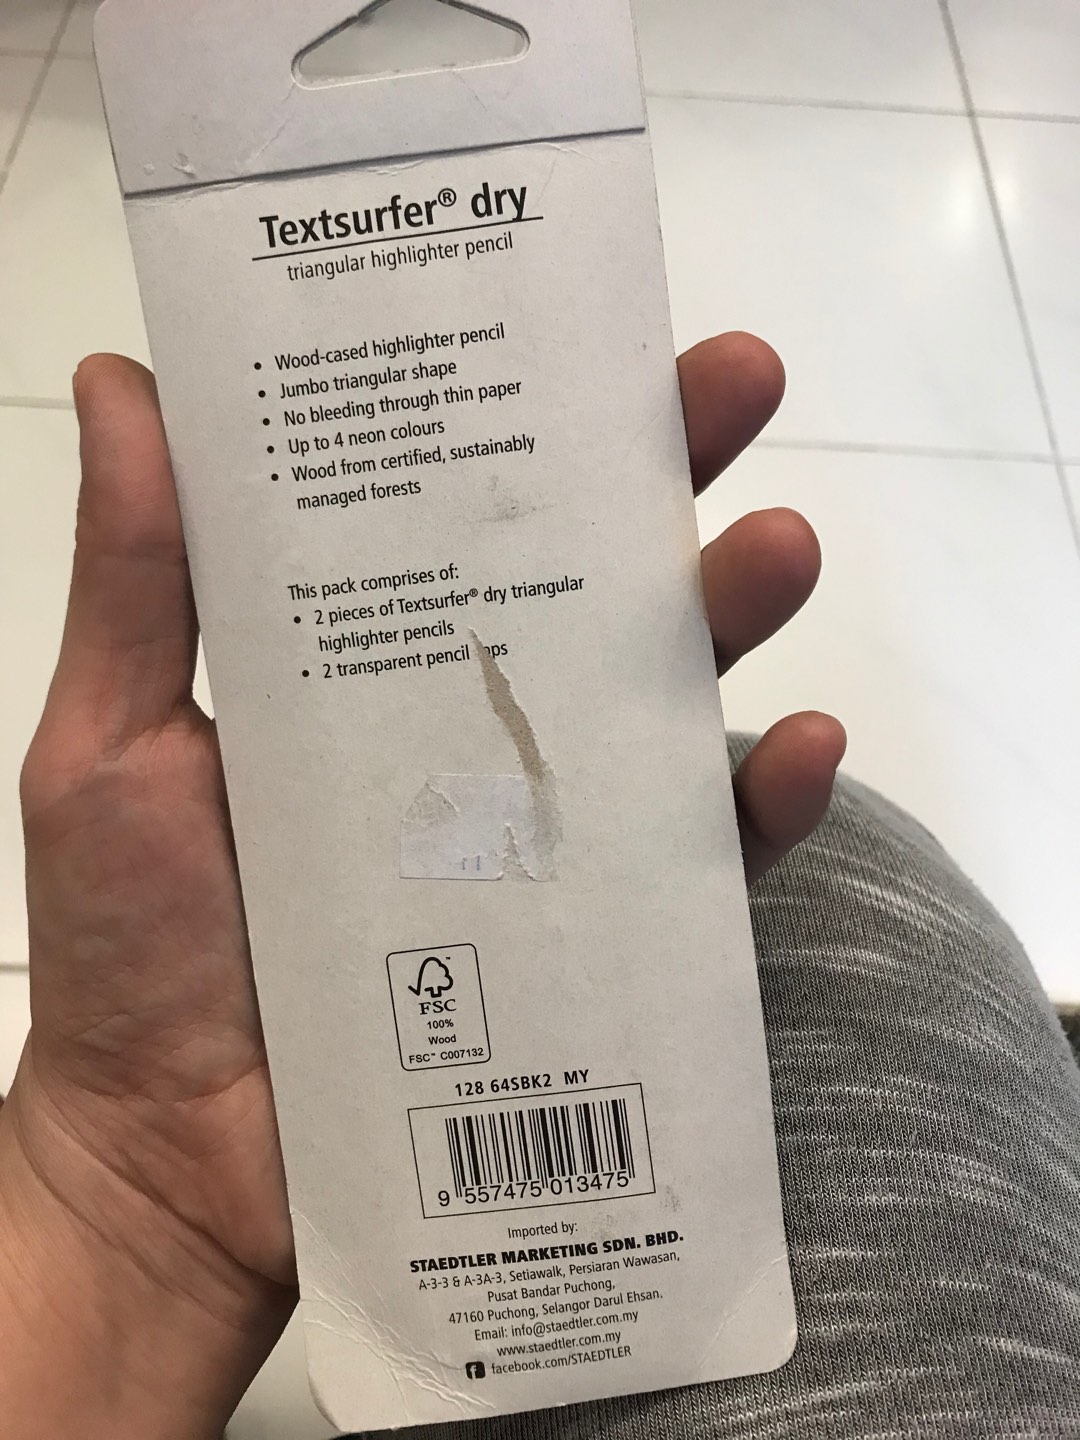 Textsurfer® dry
triangular highlighter pencil
• Wood-cased highlighter pencil
• Jumbo triangular shape
• No bleeding through thin paper
• Up to 4 neon colours
• Wood from certified, sustainably
managed forests
This pack comprises of:
• 2 pieces of Textsurfer® dry triangular
highlighter pencils
• 2 transparent pencil
FSC
100%
Wood
FSC™ C007132
128 64SBK2 MY
9 557475 013475
Imported by:
STAEDTLER MARKETING SDN. BHD.
A-3-3 & A-3A-3, Setiawalk, Persiaran Wawasan,
Pusat Bandar Puchong,
47160 Puchong, Selangor Darul Ehsan.
Email: info@staedtler.com.my
www.staedtler.com.my
facebook.com/STAEDTLER